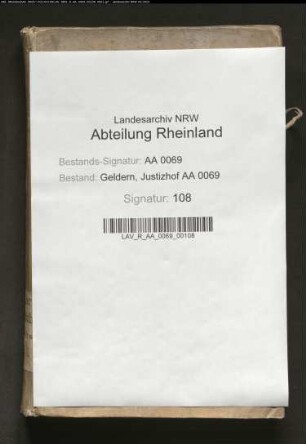 Landesarchiv NRW
Abteilung Rheinland
Bestands-Signatur: AA 0069
Bestand: Geldern, Justizhof AA 0069
Signatur: 108
LAV_R_AA_0069_00108